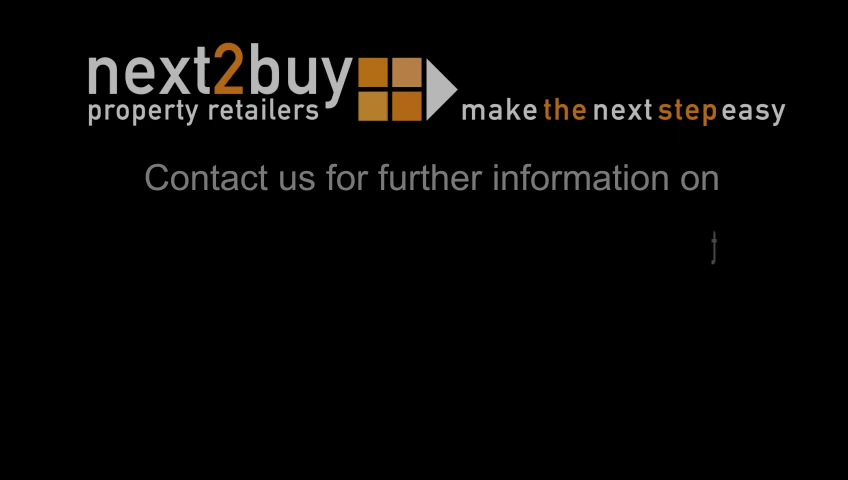 next2buy
property retailers
make the next step easy
Contact us for further information on